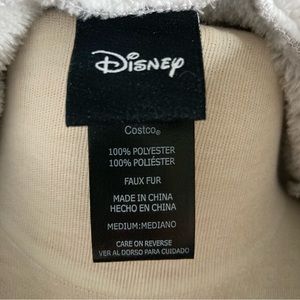 Disney
Costco®
100% POLYESTER
100% POLIÉSTER
FAUX FUR
MADE IN CHINA
HECHO EN CHINA
MEDIUM:MEDIANO
CARE ON REVERSE
VER AL DORSO PARA CUIDADO